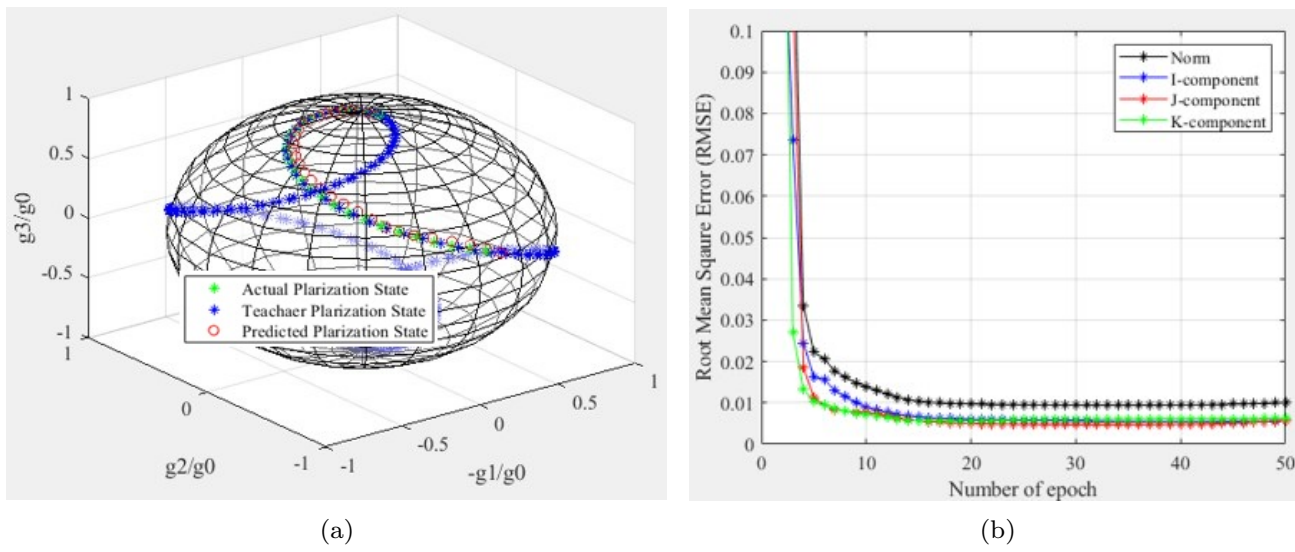 1
0.5
0
-0.5
-1
g3/g0
1
0
-1
g2/g0
-1
-0.5
0
0.5
1
-g1/g0
Actual Plarization State
Teachaer Plarization State
Predicted Plarization State
(a)
0.1
0.09
0.08
0.07
0.06
0.05
0.04
0.03
0.02
0.01
0
Root Mean Sqaure Error (RMSE)
0 10 20 30 40 50
Number of epoch
Norm
I-component
J-component
K-component
(b)